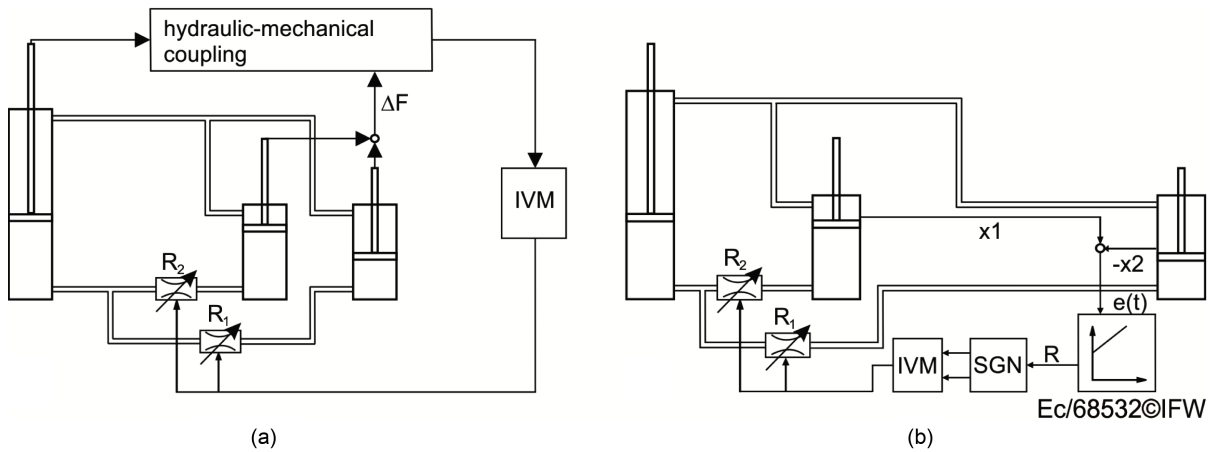 hydraulic-mechanical
coupling
ΔF
IVM
R2
R1
(a)
x1
-x2
R2
e(t)
R1
IVM
SGN
R
Ec/68532©IFW
(b)